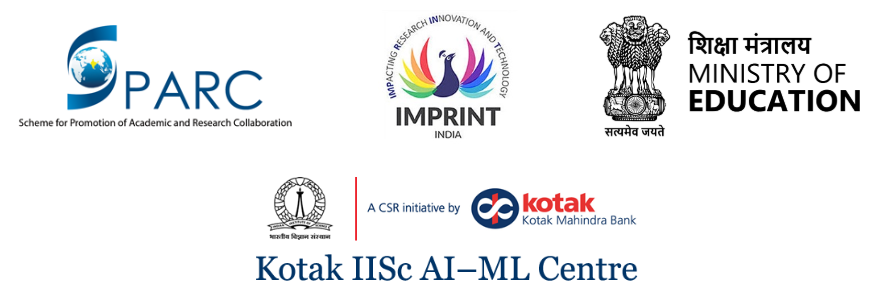 SPARC
Scheme for Promotion of Academic and Research Collaboration
IMPACTING RESEARCH INNOVATION AND TECHNOLOGY
IMPRINT
INDIA
सत्यमेव जयते
शिक्षा मंत्रालय
MINISTRY OF
EDUCATION
भारतीय विज्ञान संस्थान
A CSR initiative by
kotak
Kotak Mahindra Bank
Kotak IISc AI–ML Centre